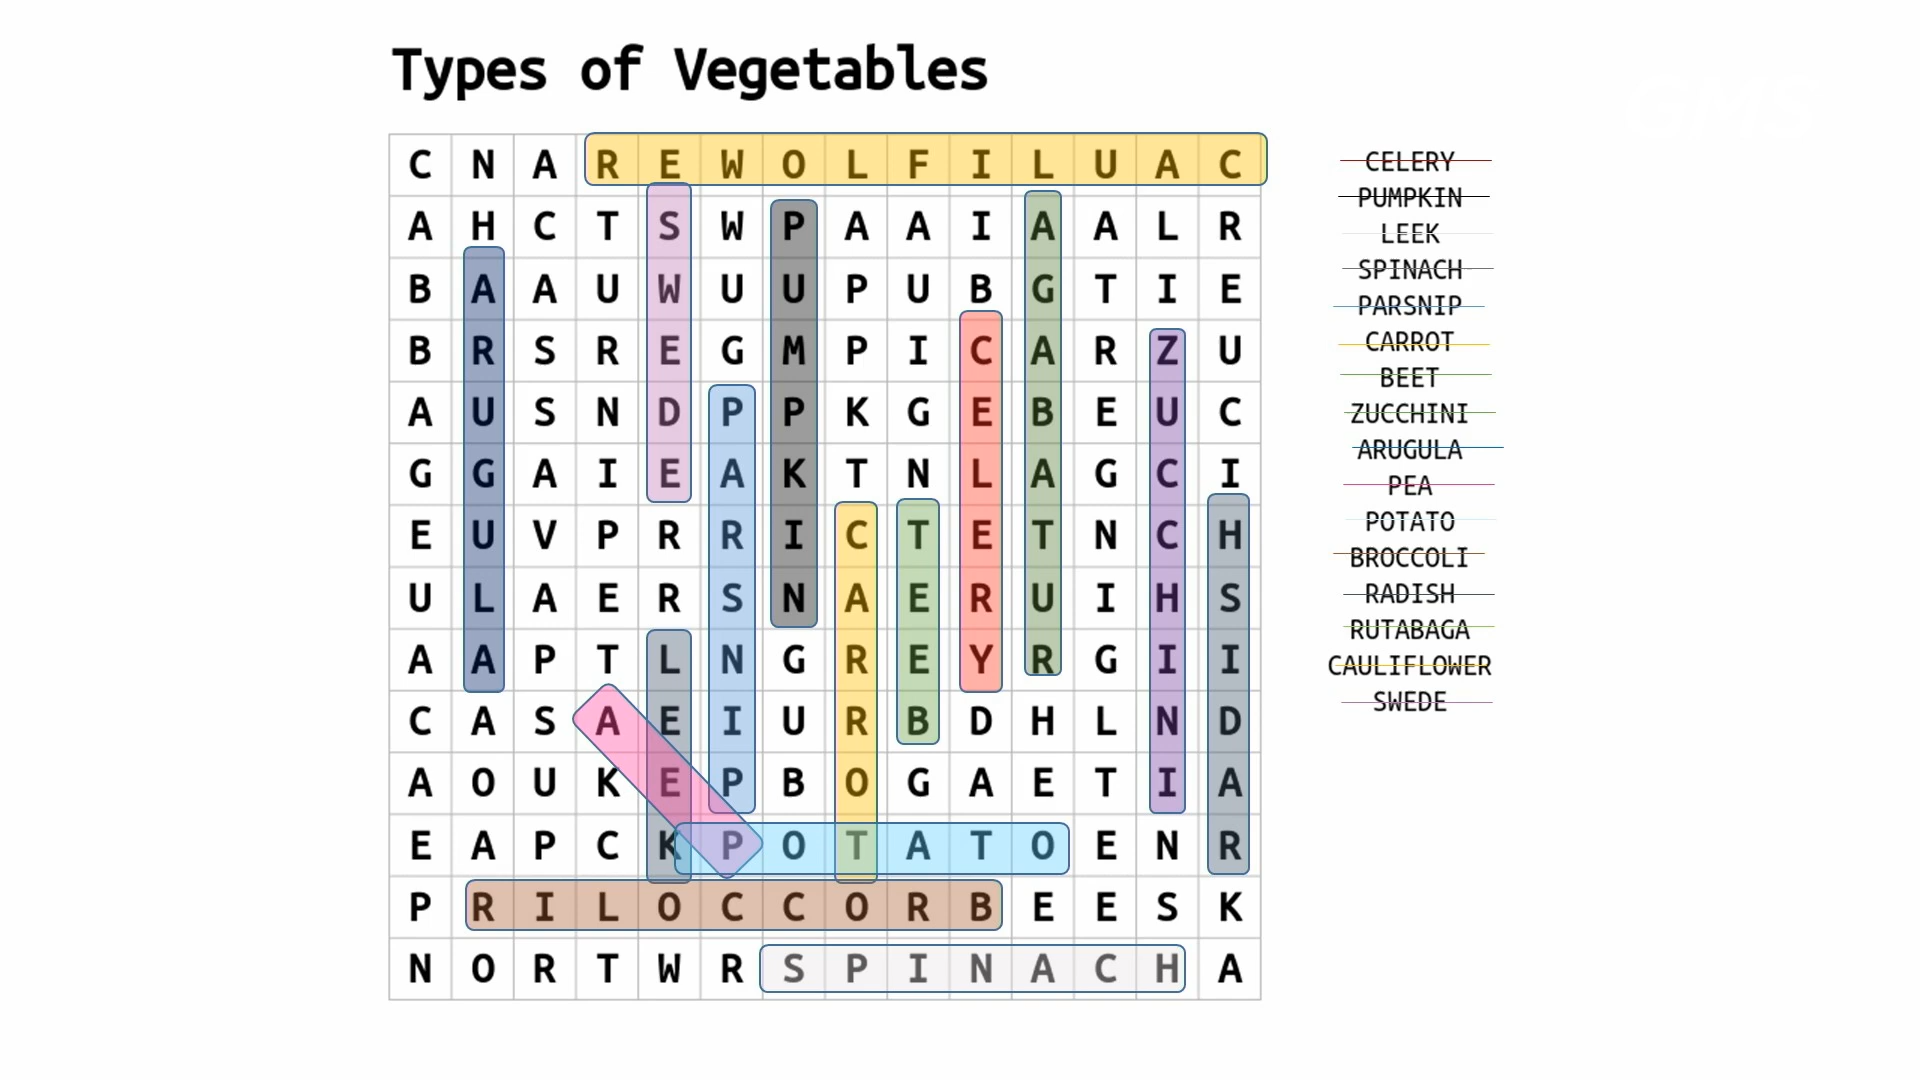 Types of Vegetables
C N A R E W O L F I L U A C
A H C T S W P A A I A A L R
B A A U W U U P U B G T I E
B R S R E G M P I C A R Z U
A U S N D P P K G E B E U C
G G A I E A K T N L A G C I
E U V P R R I C T E T N C H
U L A E R S N A E R U I H S
A A P T L N G R E Y R G I I
C A S A E I U R B D H L N D
A O U K E P B O G A E T I A
E A P C K P O T A T O E N R
P R I L O C C O R B E E S K
N O R T W R S P I N A C H A
GMS
CELERY
PUMPKIN
LEEK
SPINACH
PARSNIP
CARROT
BEET
ZUCCHINI
ARUGULA
PEA
POTATO
BROCCOLI
RADISH
RUTABAGA
CAULIFLOWER
SWEDE